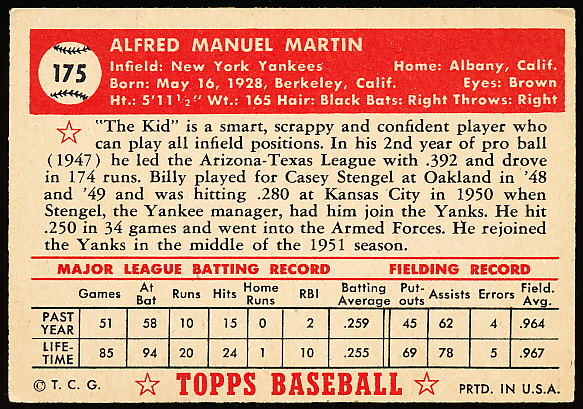 175
ALFRED MANUEL MARTIN
Infield: New York Yankees Home: Albany, Calif.
Born: May 16, 1928, Berkeley, Calif. Eyes: Brown
Ht.: 5'11½" Wt.: 165 Hair: Black Bats: Right Throws: Right
"The Kid" is a smart, scrappy and confident player who
can play all infield positions. In his 2nd year of pro ball
(1947) he led the Arizona-Texas League with .392 and drove
in 174 runs. Billy played for Casey Stengel at Oakland in '48
and '49 and was hitting .280 at Kansas City in 1950 when
Stengel, the Yankee manager, had him join the Yanks. He hit
.250 in 34 games and went into the Armed Forces. He rejoined
the Yanks in the middle of the 1951 season.
MAJOR LEAGUE BATTING RECORD FIELDING RECORD
Games At Bat Runs Hits Home Runs RBI Batting Average Put-outs Assists Errors Field. Avg.
PAST YEAR 51 58 10 15 0 2 .259 45 62 4 .964
LIFE-TIME 85 94 20 24 1 10 .255 69 78 5 .967
© T. C. G. TOPPS BASEBALL PRTD. IN U.S.A.